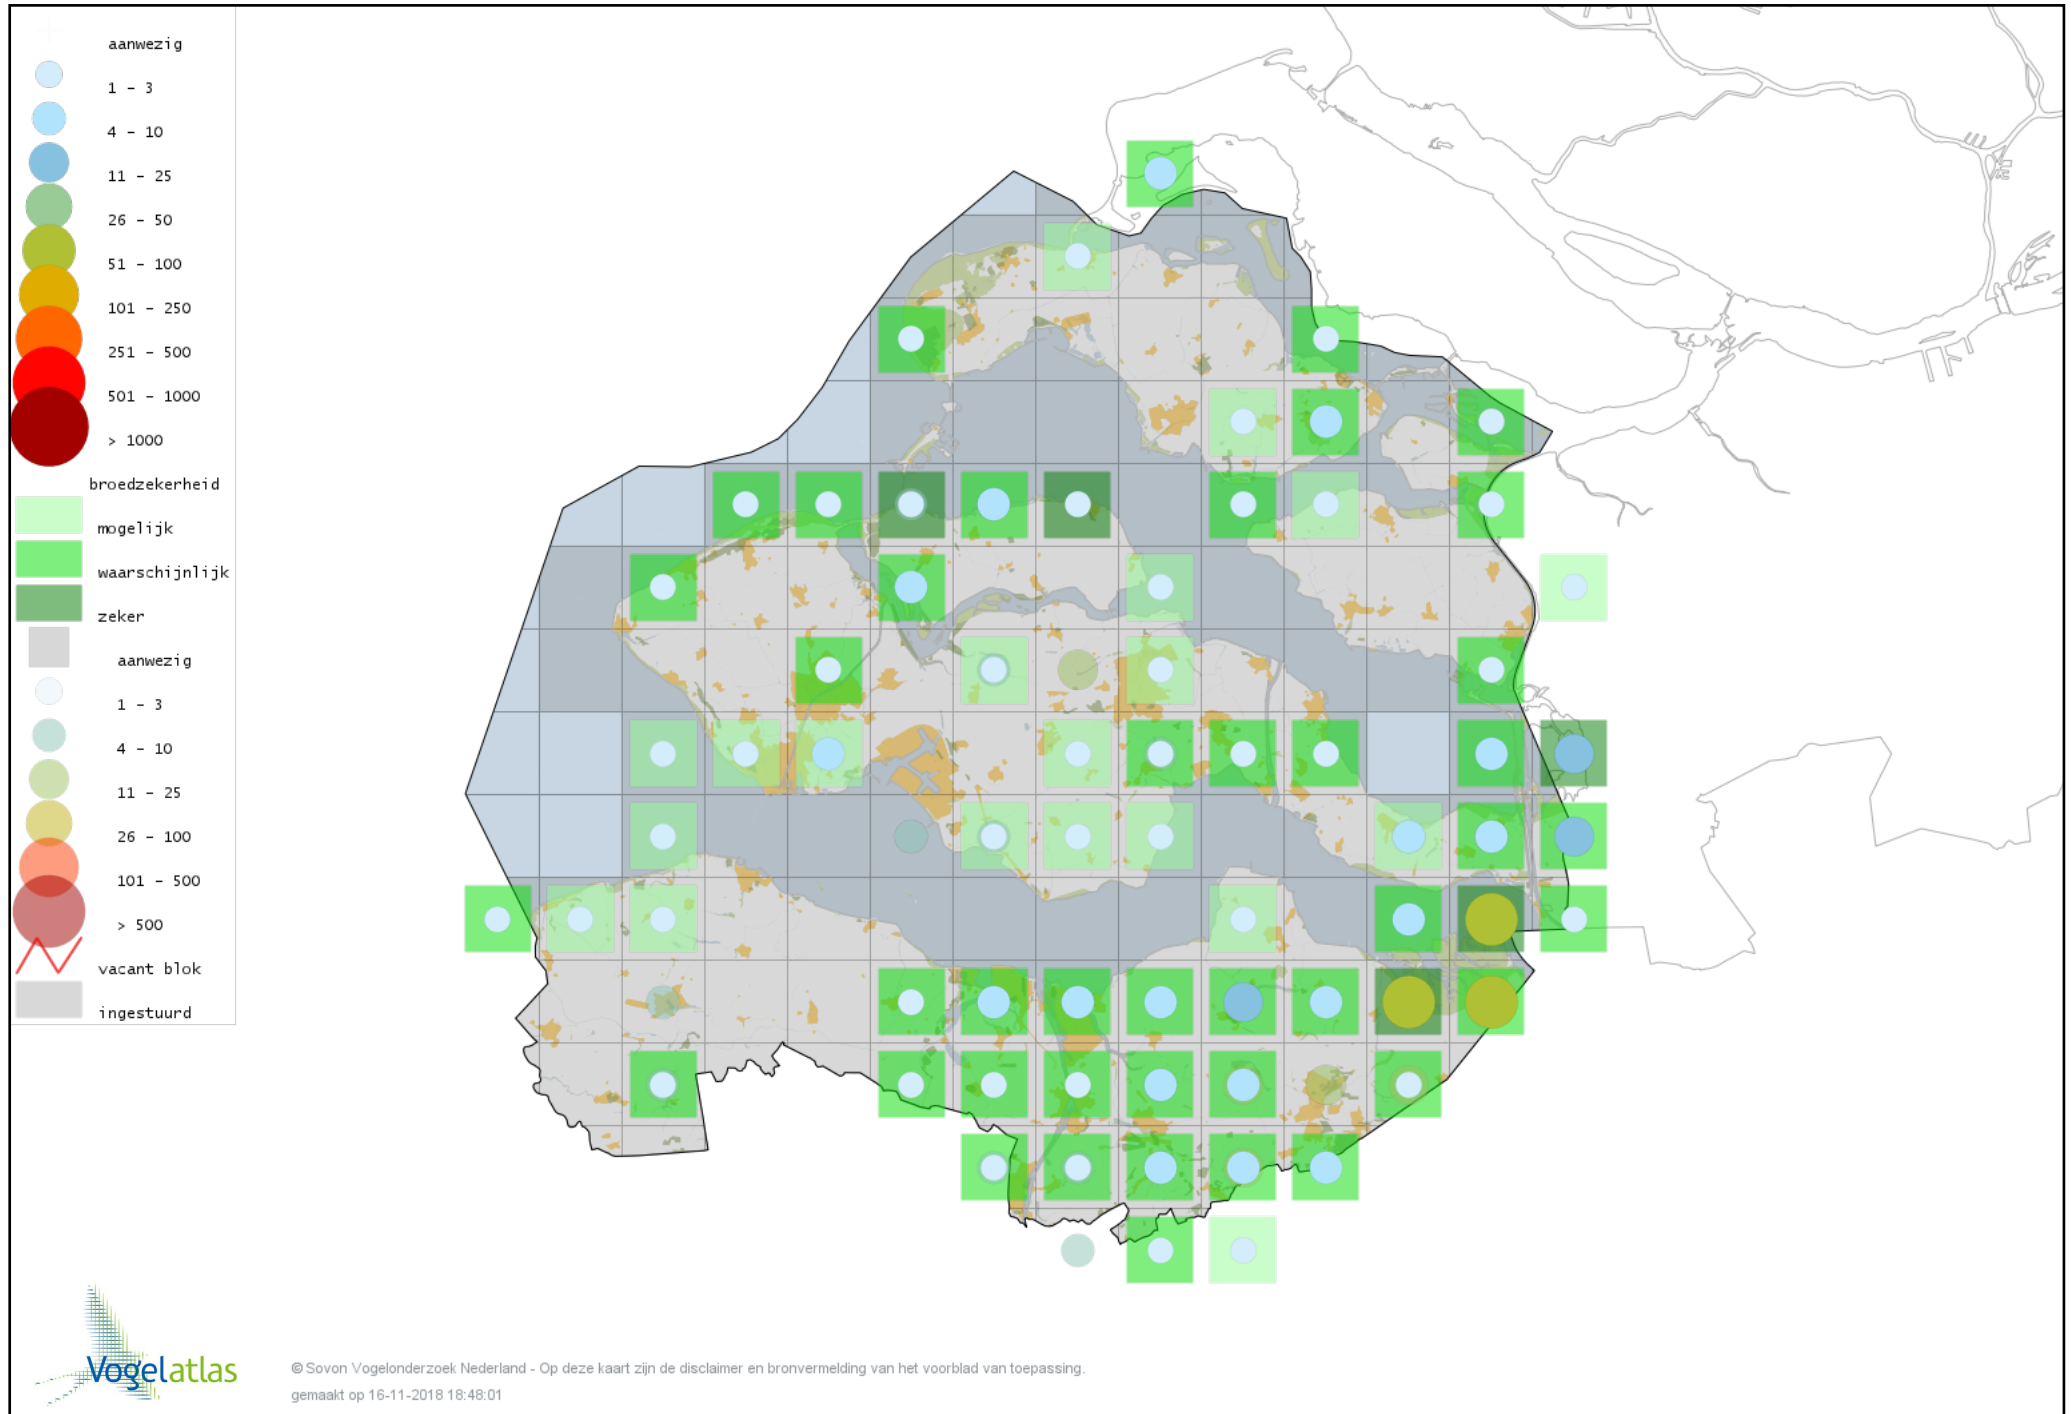 aanwezig
1 - 3
4 - 10
11 - 25
26 - 50
51 - 100
101 - 250
251 - 500
501 - 1000
> 1000
broedzekerheid
mogelijk
waarschijnlijk
zeker
aanwezig
1 - 3
4 - 10
11 - 25
26 - 100
101 - 500
> 500
vacant blok
ingestuurd
Vogelatlas
© Sovon Vogelonderzoek Nederland - Op deze kaart zijn de disclaimer en bronvermelding van het voorblad van toepassing.
gemaakt op 16-11-2018 18:48:01